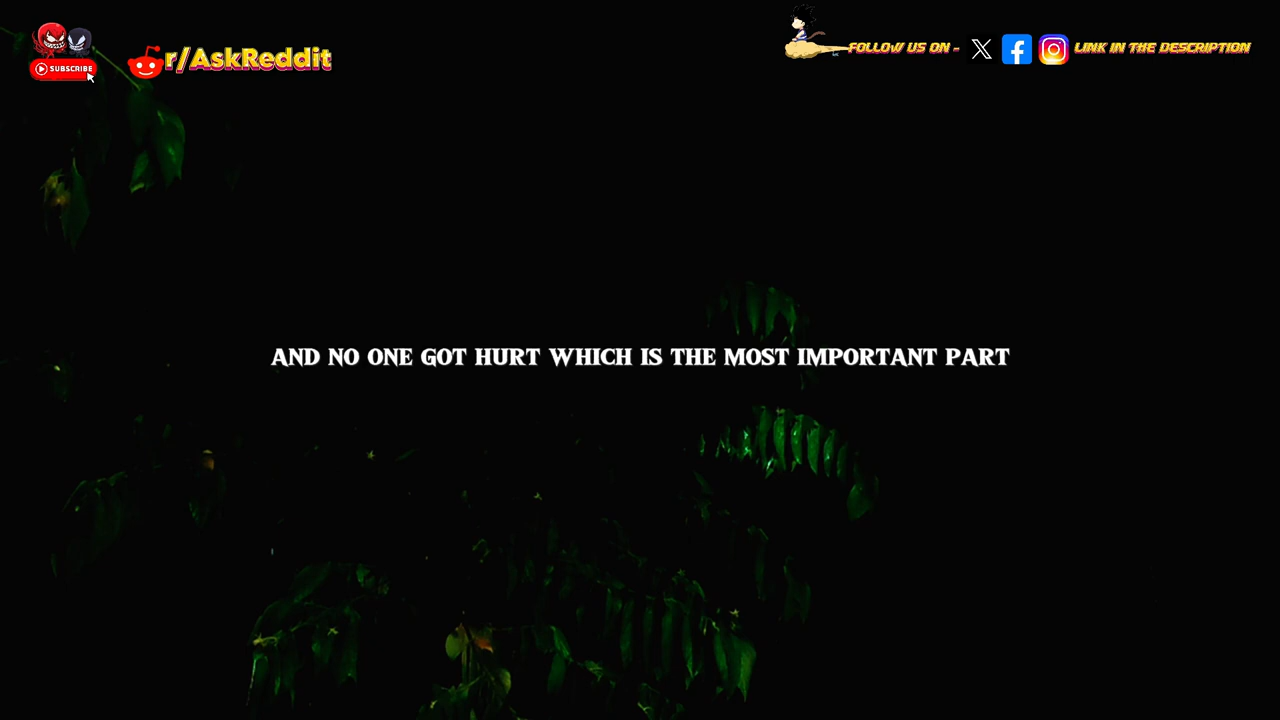 SUBSCRIBE
r/AskReddit
FOLLOW US ON -
LINK IN THE DESCRIPTION
AND NO ONE GOT HURT WHICH IS THE MOST IMPORTANT PART